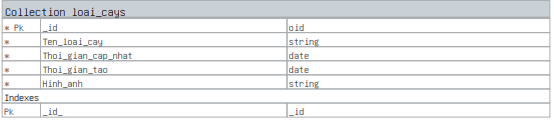 Collection loai_cays
* Pk _id oid
* Ten_loai_cay string
* Thoi_gian_cap_nhat date
* Thoi_gian_tao date
* Hinh_anh string
Indexes
Pk _id_ _id